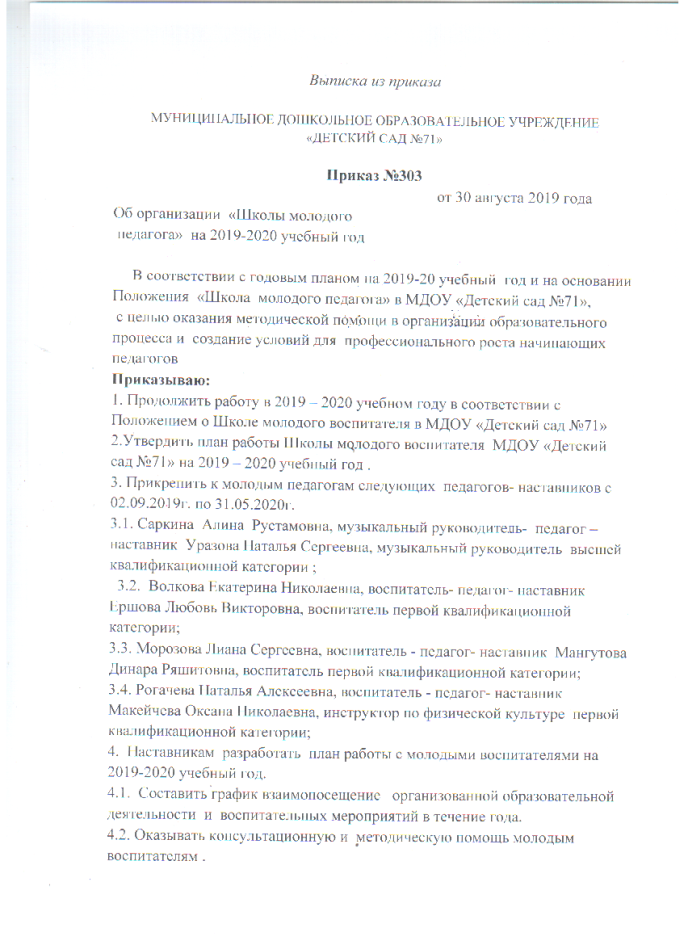 Выписка из приказа
МУНИЦИПАЛЬНОЕ ДОШКОЛЬНОЕ ОБРАЗОВАТЕЛЬНОЕ УЧРЕЖДЕНИЕ
«ДЕТСКИЙ САД №71»
Приказ №303
от 30 августа 2019 года
Об организации «Школы молодого
педагога» на 2019-2020 учебный год
В соответствии с годовым планом на 2019-20 учебный год и на основании
Положения «Школа молодого педагога» в МДОУ «Детский сад №71»,
с целью оказания методической помощи в организации образовательного
процесса и создание условий для профессионального роста начинающих
педагогов
Приказываю:
1. Продолжить работу в 2019 – 2020 учебном году в соответствии с
Положением о Школе молодого воспитателя в МДОУ «Детский сад №71»
2.Утвердить план работы Школы молодого воспитателя МДОУ «Детский
сад №71» на 2019 – 2020 учебный год .
3. Прикрепить к молодым педагогам следующих педагогов- наставников с
02.09.2019г. по 31.05.2020г.
3.1. Саркина Алина Рустамовна, музыкальный руководитель- педагог –
наставник Уразова Наталья Сергеевна, музыкальный руководитель высшей
квалификационной категории ;
3.2. Волкова Екатерина Николаевна, воспитатель- педагог- наставник
Ершова Любовь Викторовна, воспитатель первой квалификационной
категории;
3.3. Морозова Лиана Сергеевна, воспитатель - педагог- наставник Мангутова
Динара Ряшитовна, воспитатель первой квалификационной категории;
3.4. Рогачева Наталья Алексеевна, воспитатель - педагог- наставник
Макейчева Оксана Николаевна, инструктор по физической культуре первой
квалификационной категории;
4. Наставникам разработать план работы с молодыми воспитателями на
2019-2020 учебный год.
4.1. Составить график взаимопосещение организованной образовательной
деятельности и воспитательных мероприятий в течение года.
4.2. Оказывать консультационную и методическую помощь молодым
воспитателям .